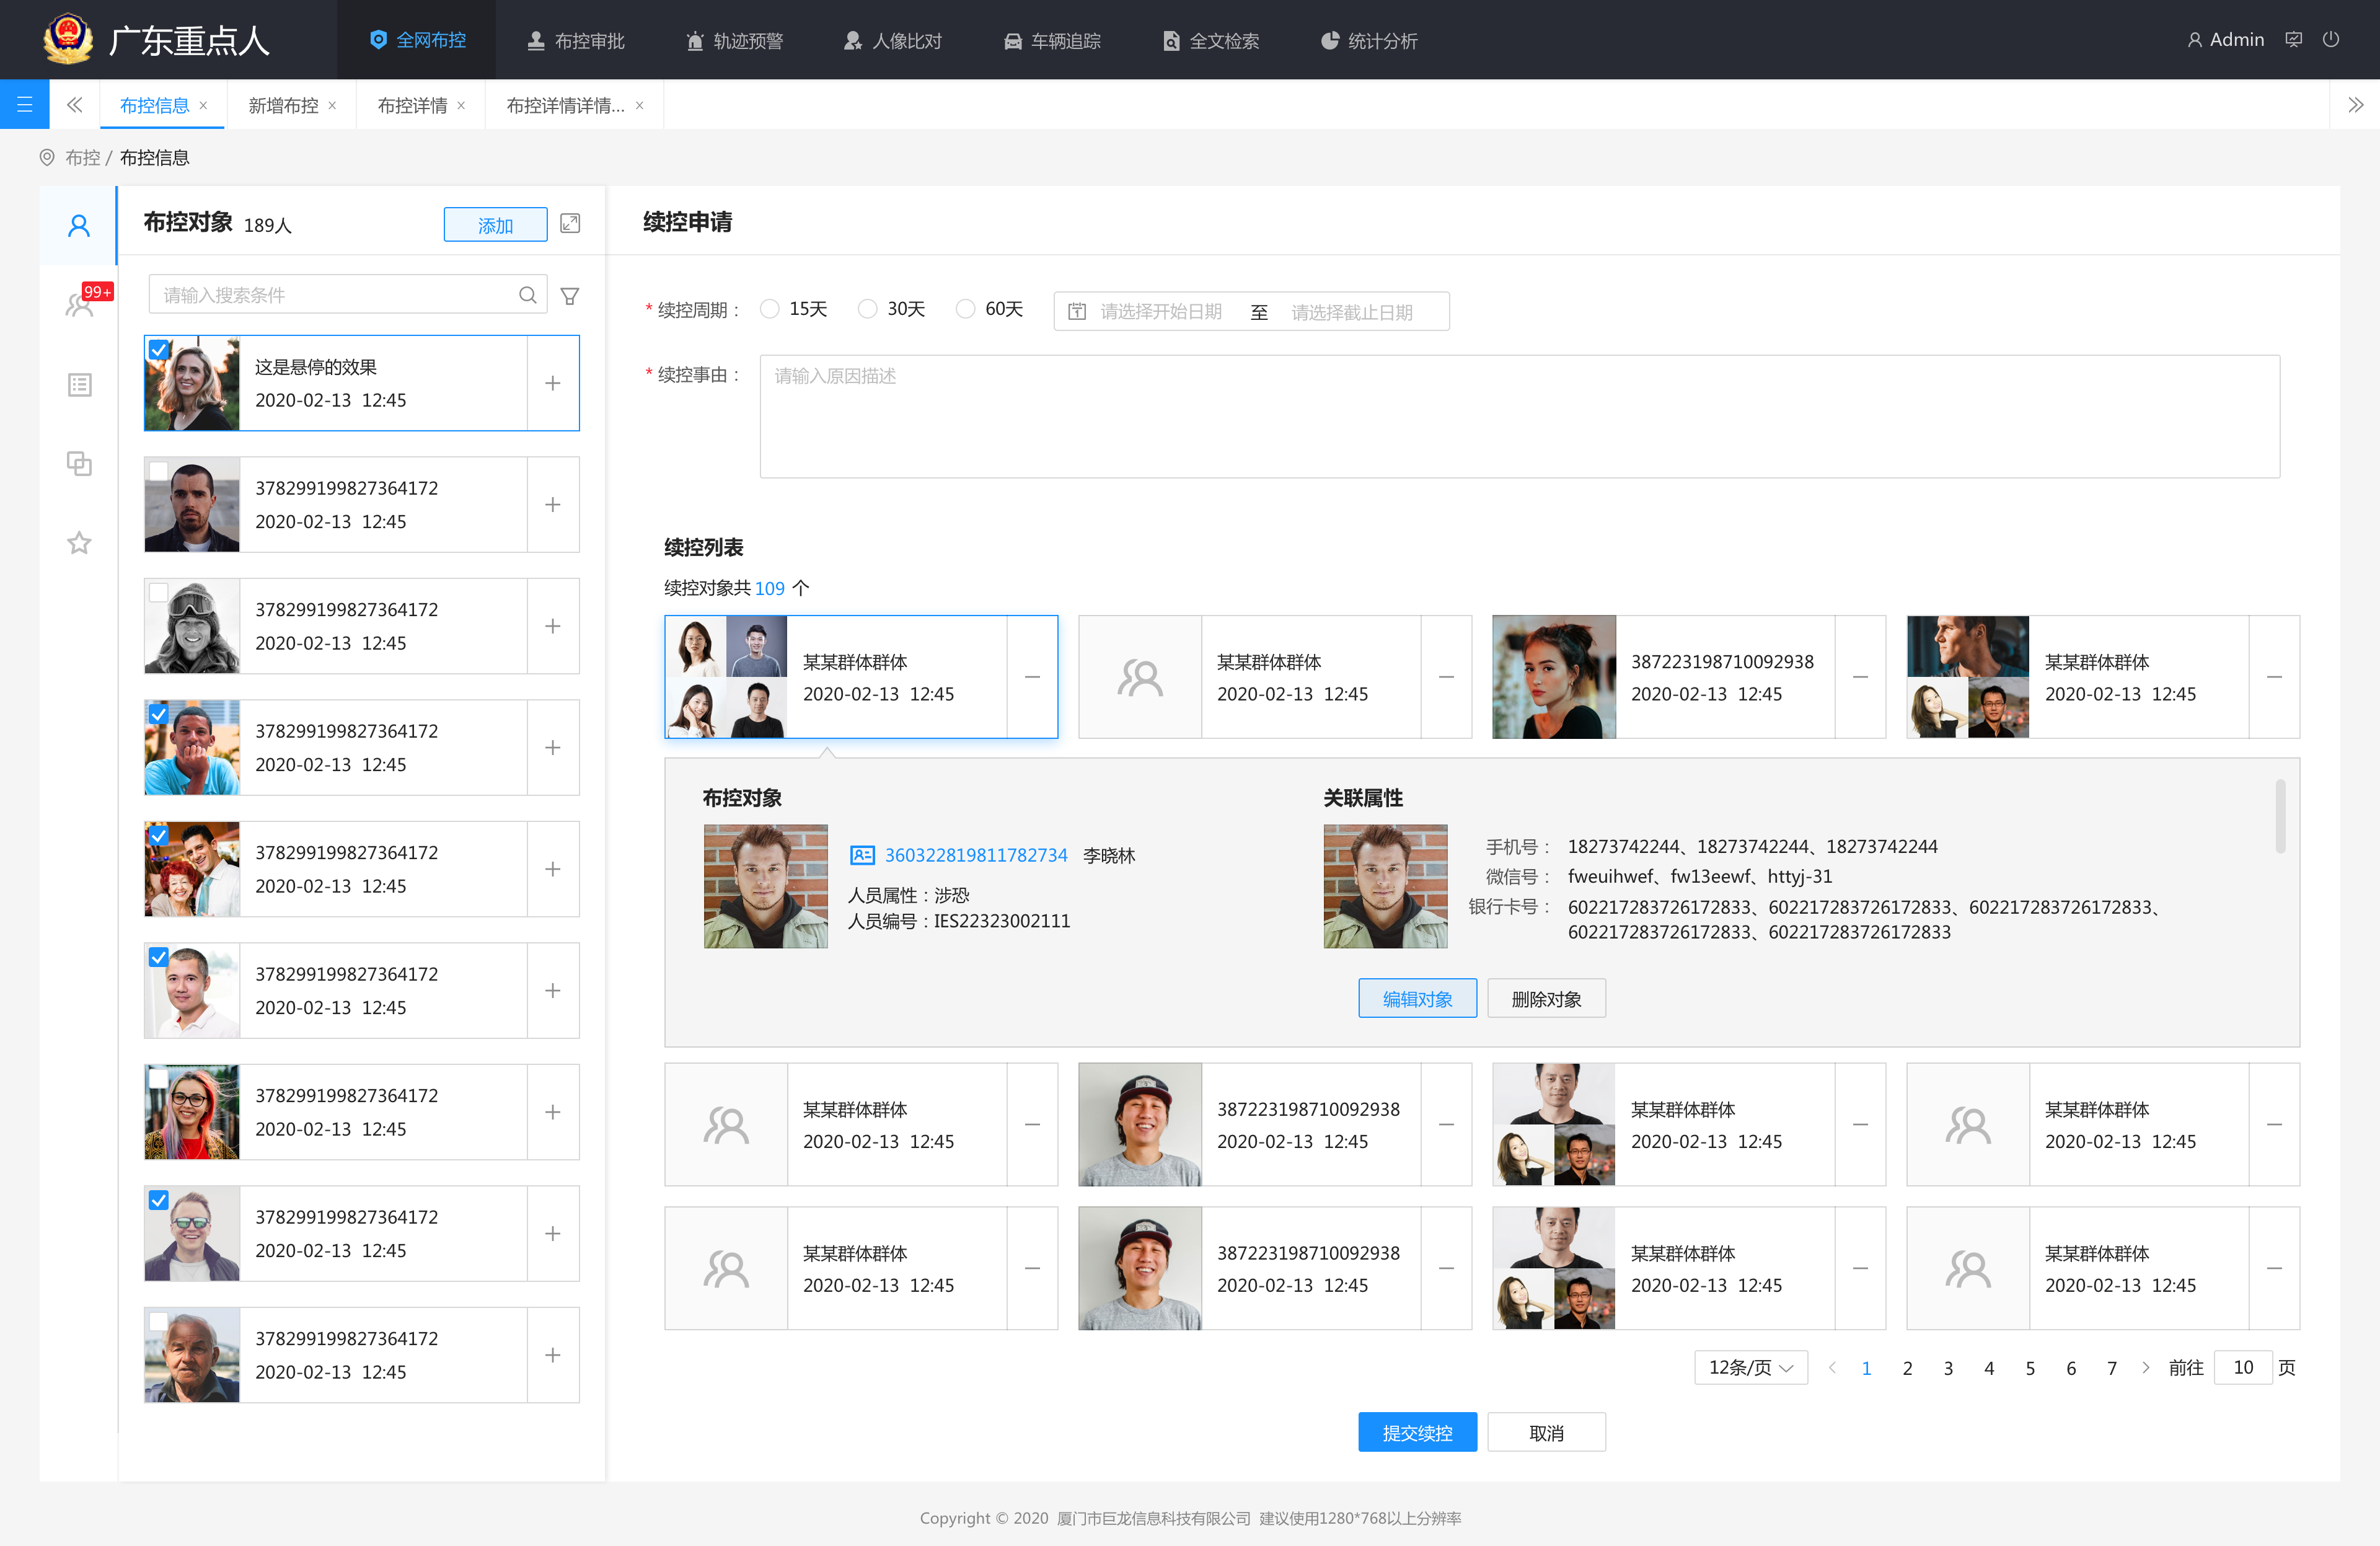 广东重点人
全网布控
布控审批
轨迹预警
人像比对
车辆追踪
全文检索
统计分析
Admin
布控信息
新增布控
布控详情
布控详情详情...
布控 / 布控信息
布控对象 189人
添加
99+
请输入搜索条件
这是悬停的效果
2020-02-13 12:45
378299199827364172
2020-02-13 12:45
378299199827364172
2020-02-13 12:45
378299199827364172
2020-02-13 12:45
378299199827364172
2020-02-13 12:45
378299199827364172
2020-02-13 12:45
378299199827364172
2020-02-13 12:45
378299199827364172
2020-02-13 12:45
378299199827364172
2020-02-13 12:45
续控申请
* 续控周期： 15天 30天 60天 请选择开始日期 至 请选择截止日期
* 续控事由： 请输入原因描述
续控列表
续控对象共 109 个
某某群体群体
2020-02-13 12:45
某某群体群体
2020-02-13 12:45
387223198710092938
2020-02-13 12:45
某某群体群体
2020-02-13 12:45
布控对象
360322819811782734 李晓林
人员属性：涉恐
人员编号：IES22323002111
关联属性
手机号： 18273742244、18273742244、18273742244
微信号： fweuihwef、fw13eewf、httyj-31
银行卡号： 602217283726172833、602217283726172833、602217283726172833、
602217283726172833、602217283726172833
编辑对象
删除对象
某某群体群体
2020-02-13 12:45
387223198710092938
2020-02-13 12:45
某某群体群体
2020-02-13 12:45
某某群体群体
2020-02-13 12:45
某某群体群体
2020-02-13 12:45
387223198710092938
2020-02-13 12:45
某某群体群体
2020-02-13 12:45
某某群体群体
2020-02-13 12:45
12条/页 1 2 3 4 5 6 7 前往 10 页
提交续控
取消
Copyright © 2020 厦门市巨龙信息科技有限公司 建议使用1280*768以上分辨率